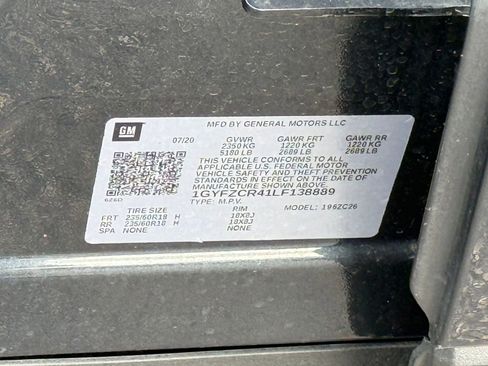 GM
MFD BY GENERAL MOTORS LLC
07/20 GVWR GAWR FRT GAWR RR
2350 KG 1220 KG 1220 KG
5180 LB 2689 LB 2689 LB
THIS VEHICLE CONFORMS TO ALL
APPLICABLE U.S. FEDERAL MOTOR
VEHICLE SAFETY AND THEFT PREVENTION
STANDARDS IN EFFECT ON THE DATE OF
MANUFACTURE SHOWN ABOVE.
1GYFZCR41LF138889
6Z6D TYPE: M.P.V. MODEL: 196ZC26
TIRE SIZE RIM
FRT 235/60R18 H 18X8J
RR 235/60R18 H 18X8J
SPA NONE NONE